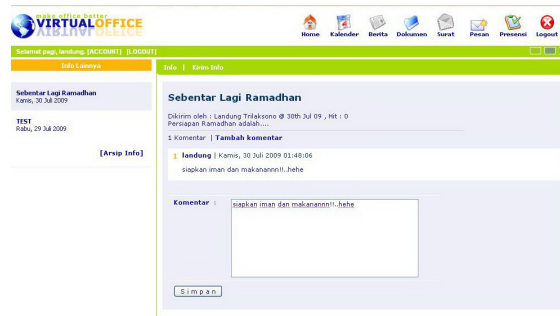 make office better
VIRTUALOFFICE
Home Kalender Berita Dokumen Surat Pesan Presensi Logout
Selamat pagi, landung. [ACCOUNT] [LOGOUT]
Info Lainnya
Info | Kirim Info
Sebentar Lagi Ramadhan
Kamis, 30 Juli 2009
TEST
Rabu, 29 Juli 2009
[Arsip Info]
Sebentar Lagi Ramadhan
Dikirim oleh : Landung Trilaksono @ 30th Jul 09 , Hit : 0
Persiapan Ramadhan adalah....
1 Komentar | Tambah komentar
1 landung | Kamis, 30 Juli 2009 01:48:06
siapkan iman dan makanannn!!..hehe
Komentar :
siapkan iman dan makanannn!!..hehe
Simpan